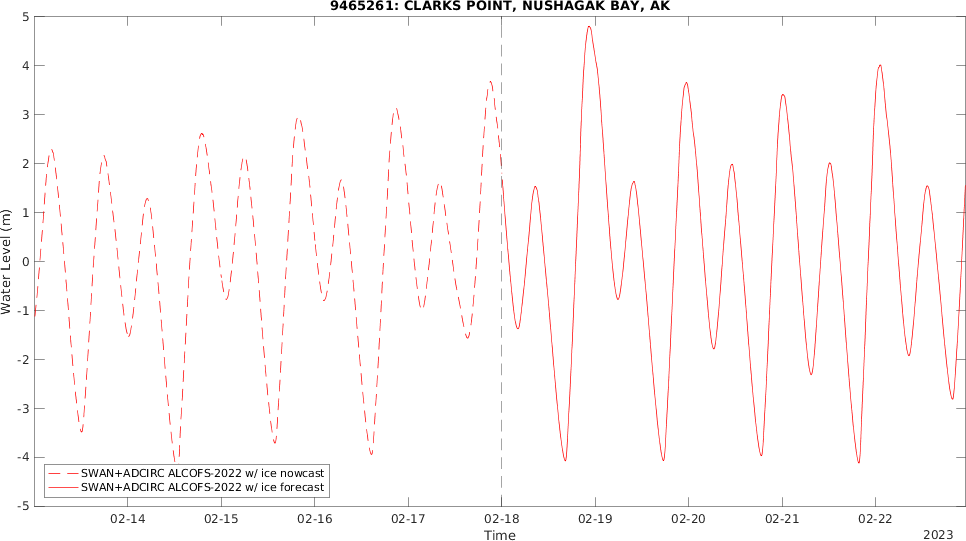 9465261: CLARKS POINT, NUSHAGAK BAY, AK
5
4
3
2
1
0
-1
-2
-3
-4
-5
Water Level (m)
SWAN+ADCIRC ALCOFS-2022 w/ ice nowcast
SWAN+ADCIRC ALCOFS-2022 w/ ice forecast
02-14 02-15 02-16 02-17 02-18 02-19 02-20 02-21 02-22
Time
2023